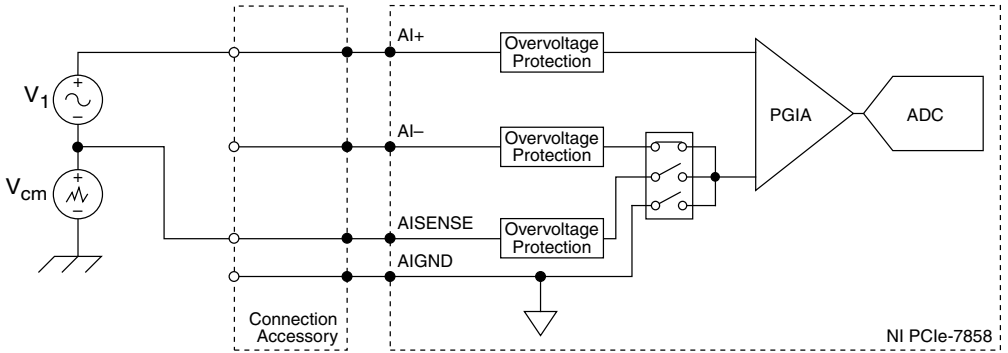 AI+
Overvoltage
Protection
V1
+
−
PGIA
ADC
AI−
Overvoltage
Protection
Vcm
+
−
AISENSE
Overvoltage
Protection
AIGND
Connection
Accessory
NI PCIe-7858